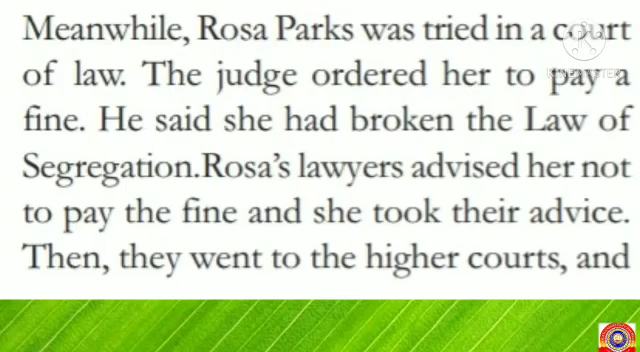 Meanwhile, Rosa Parks was tried in a court
of law. The judge ordered her to pay a
fine. He said she had broken the Law of
Segregation.Rosa's lawyers advised her not
to pay the fine and she took their advice.
Then, they went to the higher courts, and
KINEMASTER